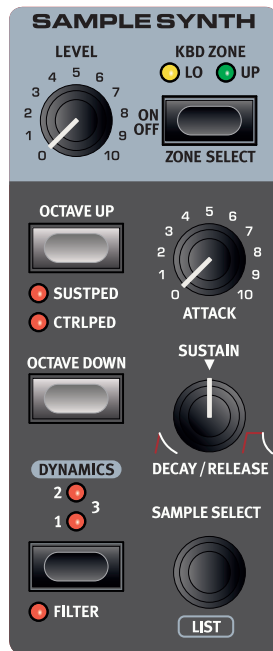 SAMPLE SYNTH
LEVEL
0 1 2 3 4 5 6 7 8 9 10
KBD ZONE
LO UP
ON
OFF
ZONE SELECT
OCTAVE UP
SUSTPED
CTRLPED
0 1 2 3 4 5 6 7 8 9 10
ATTACK
OCTAVE DOWN
SUSTAIN
DECAY / RELEASE
DYNAMICS
2
3
1
FILTER
SAMPLE SELECT
LIST